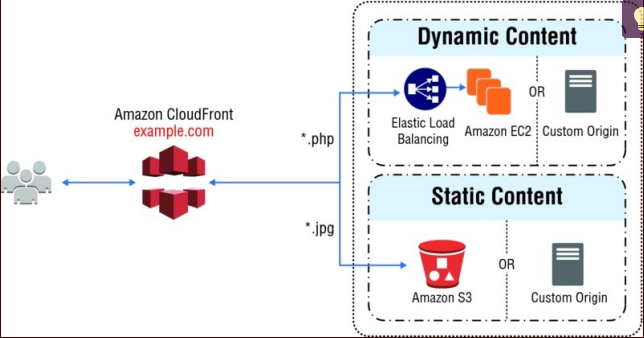 Dynamic Content
Amazon CloudFront
example.com
*.php
Elastic Load
Balancing
Amazon EC2
OR
Custom Origin
Static Content
*.jpg
Amazon S3
OR
Custom Origin